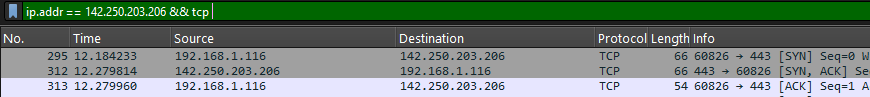 ip.addr == 142.250.203.206 && tcp
No. Time Source Destination Protocol Length Info
295 12.184233 192.168.1.116 142.250.203.206 TCP 66 60826 → 443 [SYN] Seq=0 W
312 12.279814 142.250.203.206 192.168.1.116 TCP 66 443 → 60826 [SYN, ACK] Seq=
313 12.279960 192.168.1.116 142.250.203.206 TCP 54 60826 → 443 [ACK] Seq=1 A